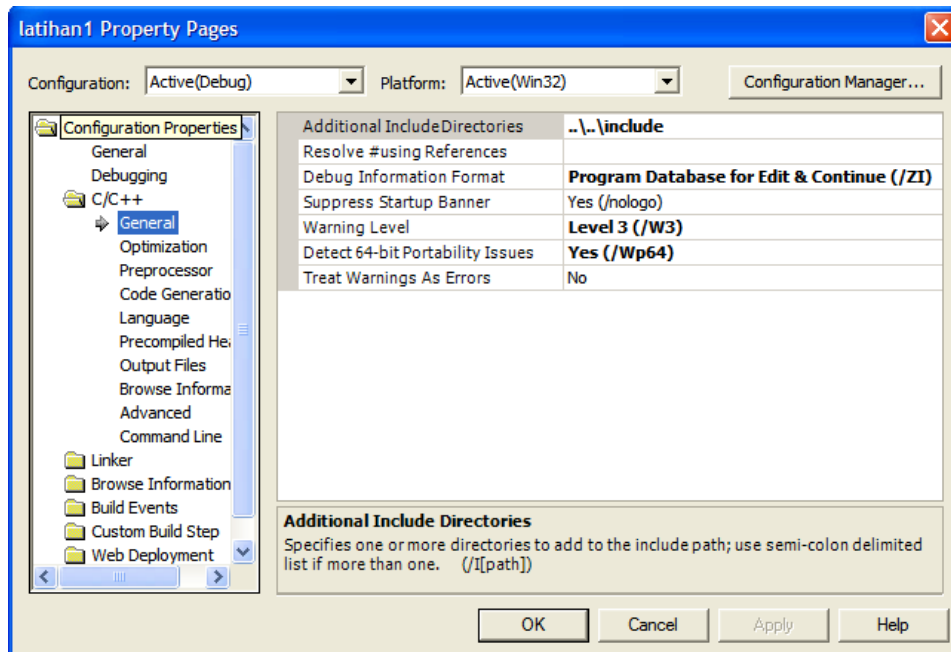 latihan1 Property Pages
Configuration: Active(Debug) Platform: Active(Win32) Configuration Manager...
Configuration Properties
General
Debugging
C/C++
General
Optimization
Preprocessor
Code Generatio
Language
Precompiled Hea
Output Files
Browse Informa
Advanced
Command Line
Linker
Browse Information
Build Events
Custom Build Step
Web Deployment
Additional Include Directories ..\..\include
Resolve #using References
Debug Information Format Program Database for Edit & Continue (/ZI)
Suppress Startup Banner Yes (/nologo)
Warning Level Level 3 (/W3)
Detect 64-bit Portability Issues Yes (/Wp64)
Treat Warnings As Errors No
Additional Include Directories
Specifies one or more directories to add to the include path; use semi-colon delimited
list if more than one. (/I[path])
OK Cancel Apply Help